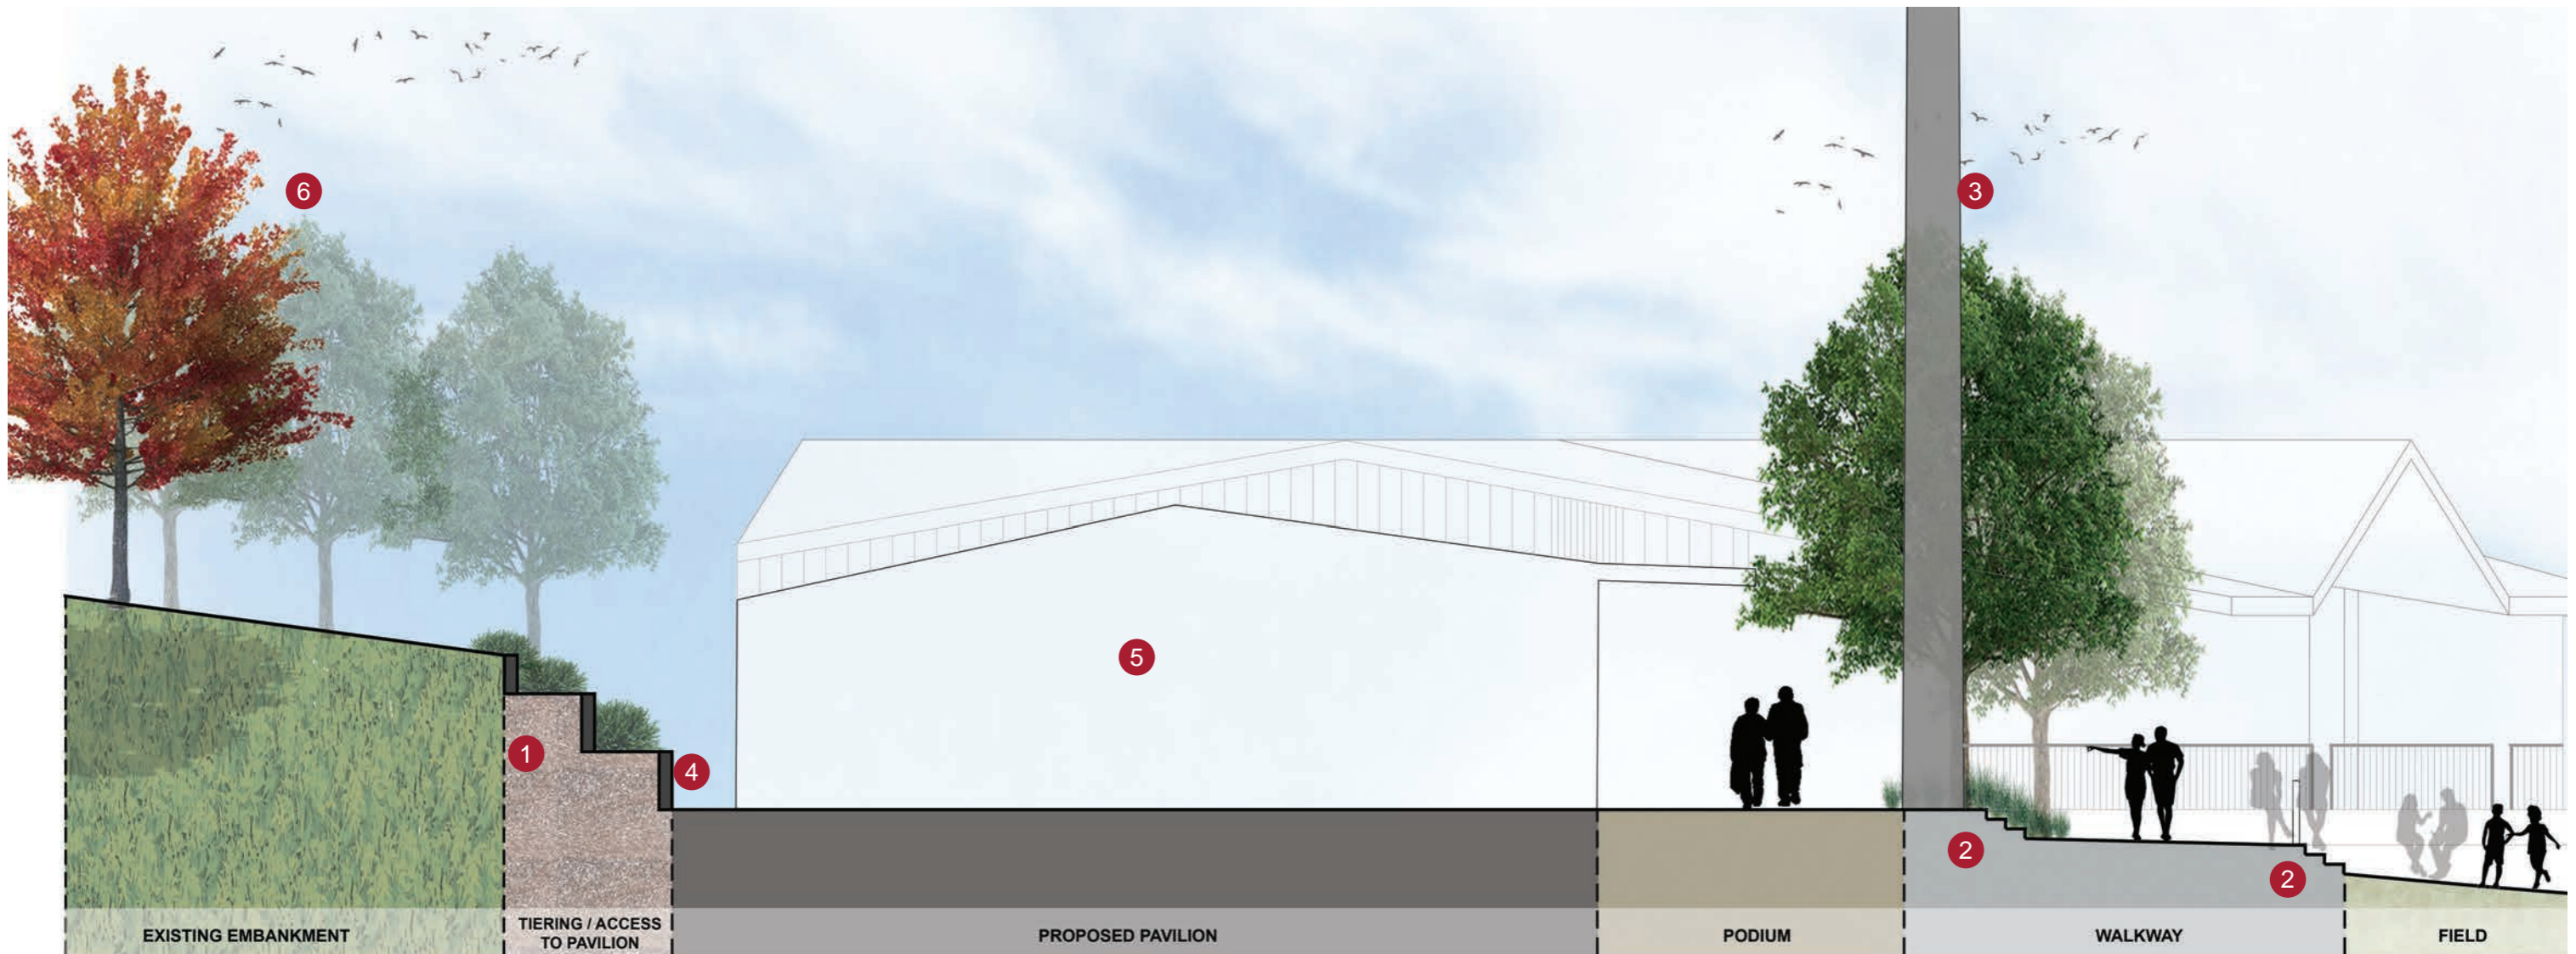 6
3
5
1
4
2
2
EXISTING EMBANKMENT
TIERING / ACCESS
TO PAVILION
PROPOSED PAVILION
PODIUM
WALKWAY
FIELD